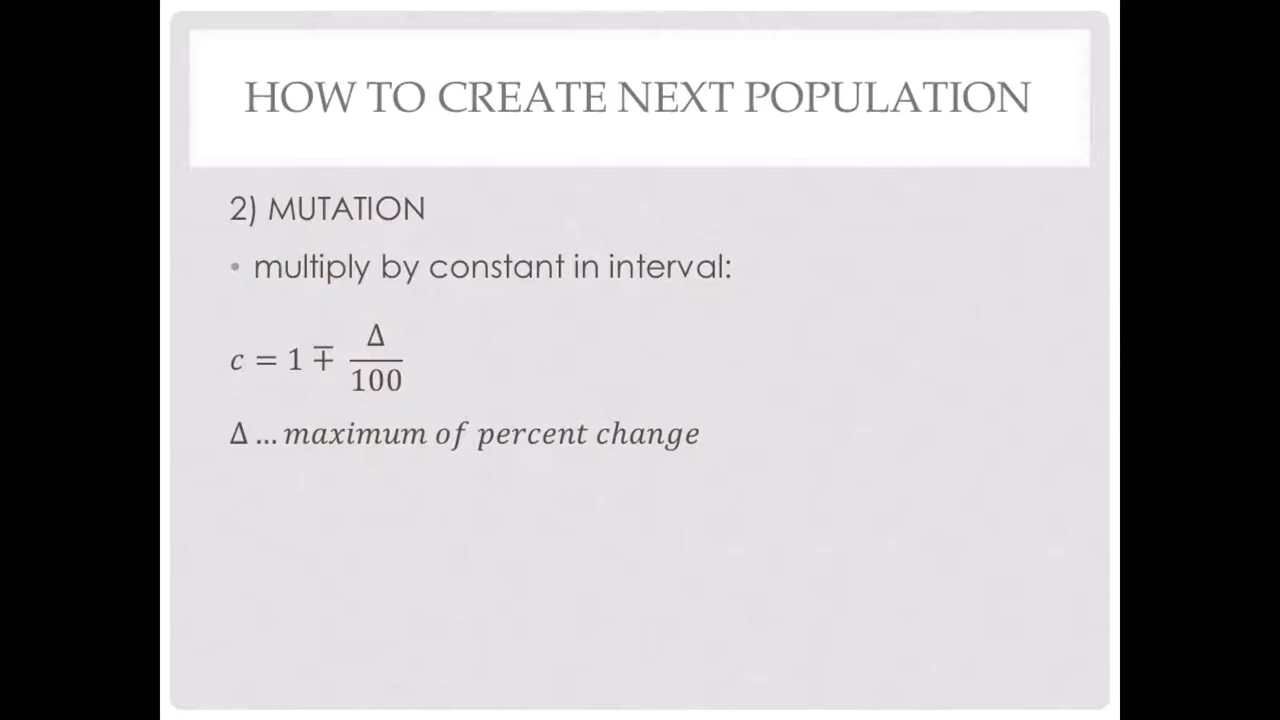 HOW TO CREATE NEXT POPULATION
2) MUTATION
• multiply by constant in interval:
c = 1 ∓ Δ/100
Δ … maximum of percent change